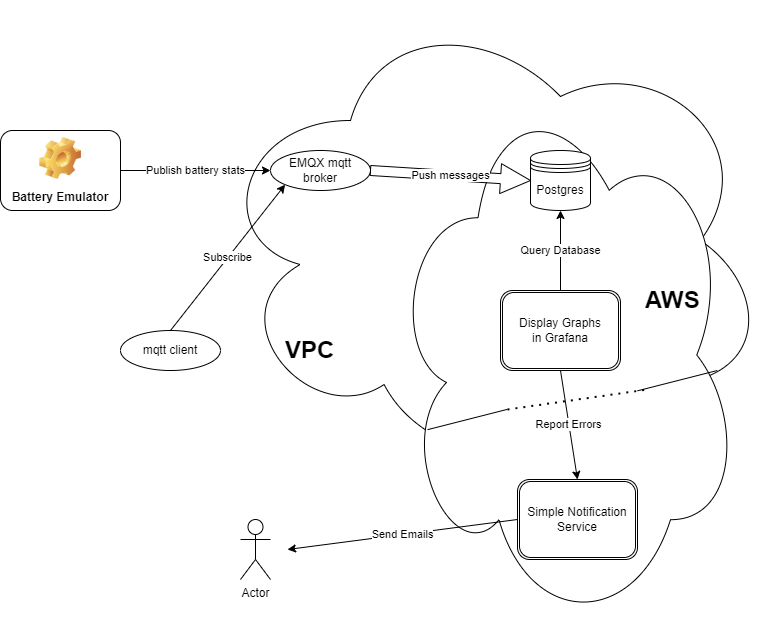 EMQX mqtt
broker
Publish battery stats
Push messages
Postgres
Battery Emulator
Subscribe
Query Database
AWS
Display Graphs
in Grafana
mqtt client
VPC
Report Errors
Simple Notification
Service
Send Emails
Actor